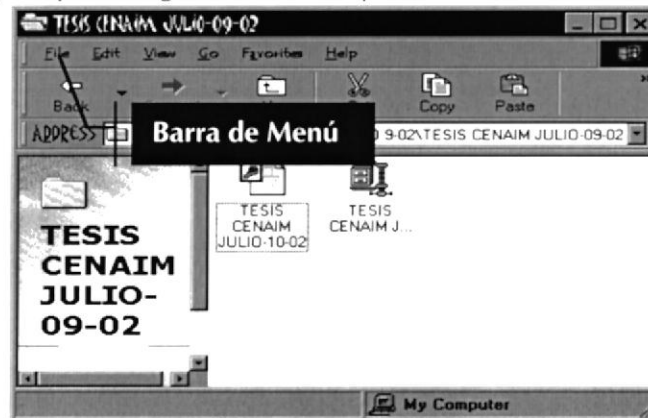 TESIS CENAIM JULIO-09-02
File Edit View Go Favorites Help
Back Copy Paste
ADDRESS 9-02\TESIS CENAIM JULIO-09-02
Barra de Menú
TESIS
CENAIM
JULIO-10-02
TESIS
CENAIM J...
TESIS
CENAIM
JULIO-
09-02
My Computer